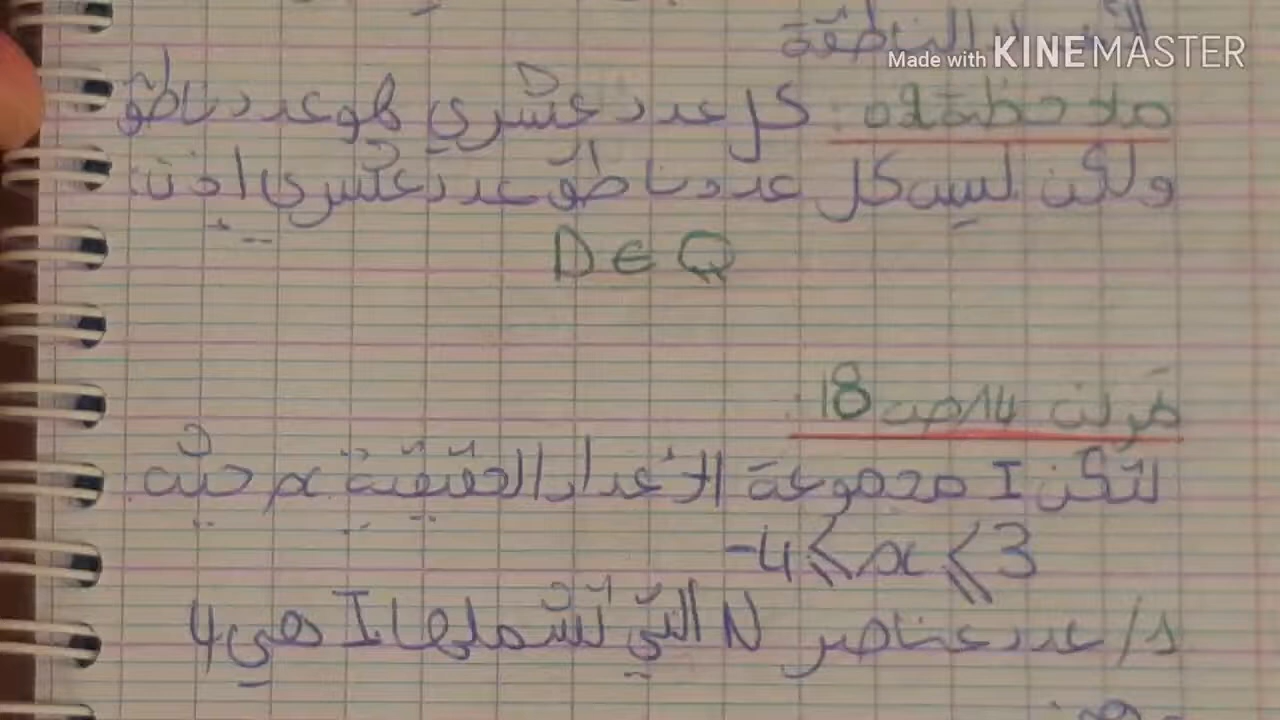 الناطقة
Made with KINEMASTER
ملاحظة: كل عدد عشري هو عدد ناطق
ولكن ليس كل عدد ناطق عدد عشري إذن:
D ∈ Q
تمرين 14 ص 18:
لتكن I مجموعة الأعداد الحقيقية x حيث
-4 ⩽ x ⩽ 3
1/ عدد عناصر N التي تشملها I هي 4